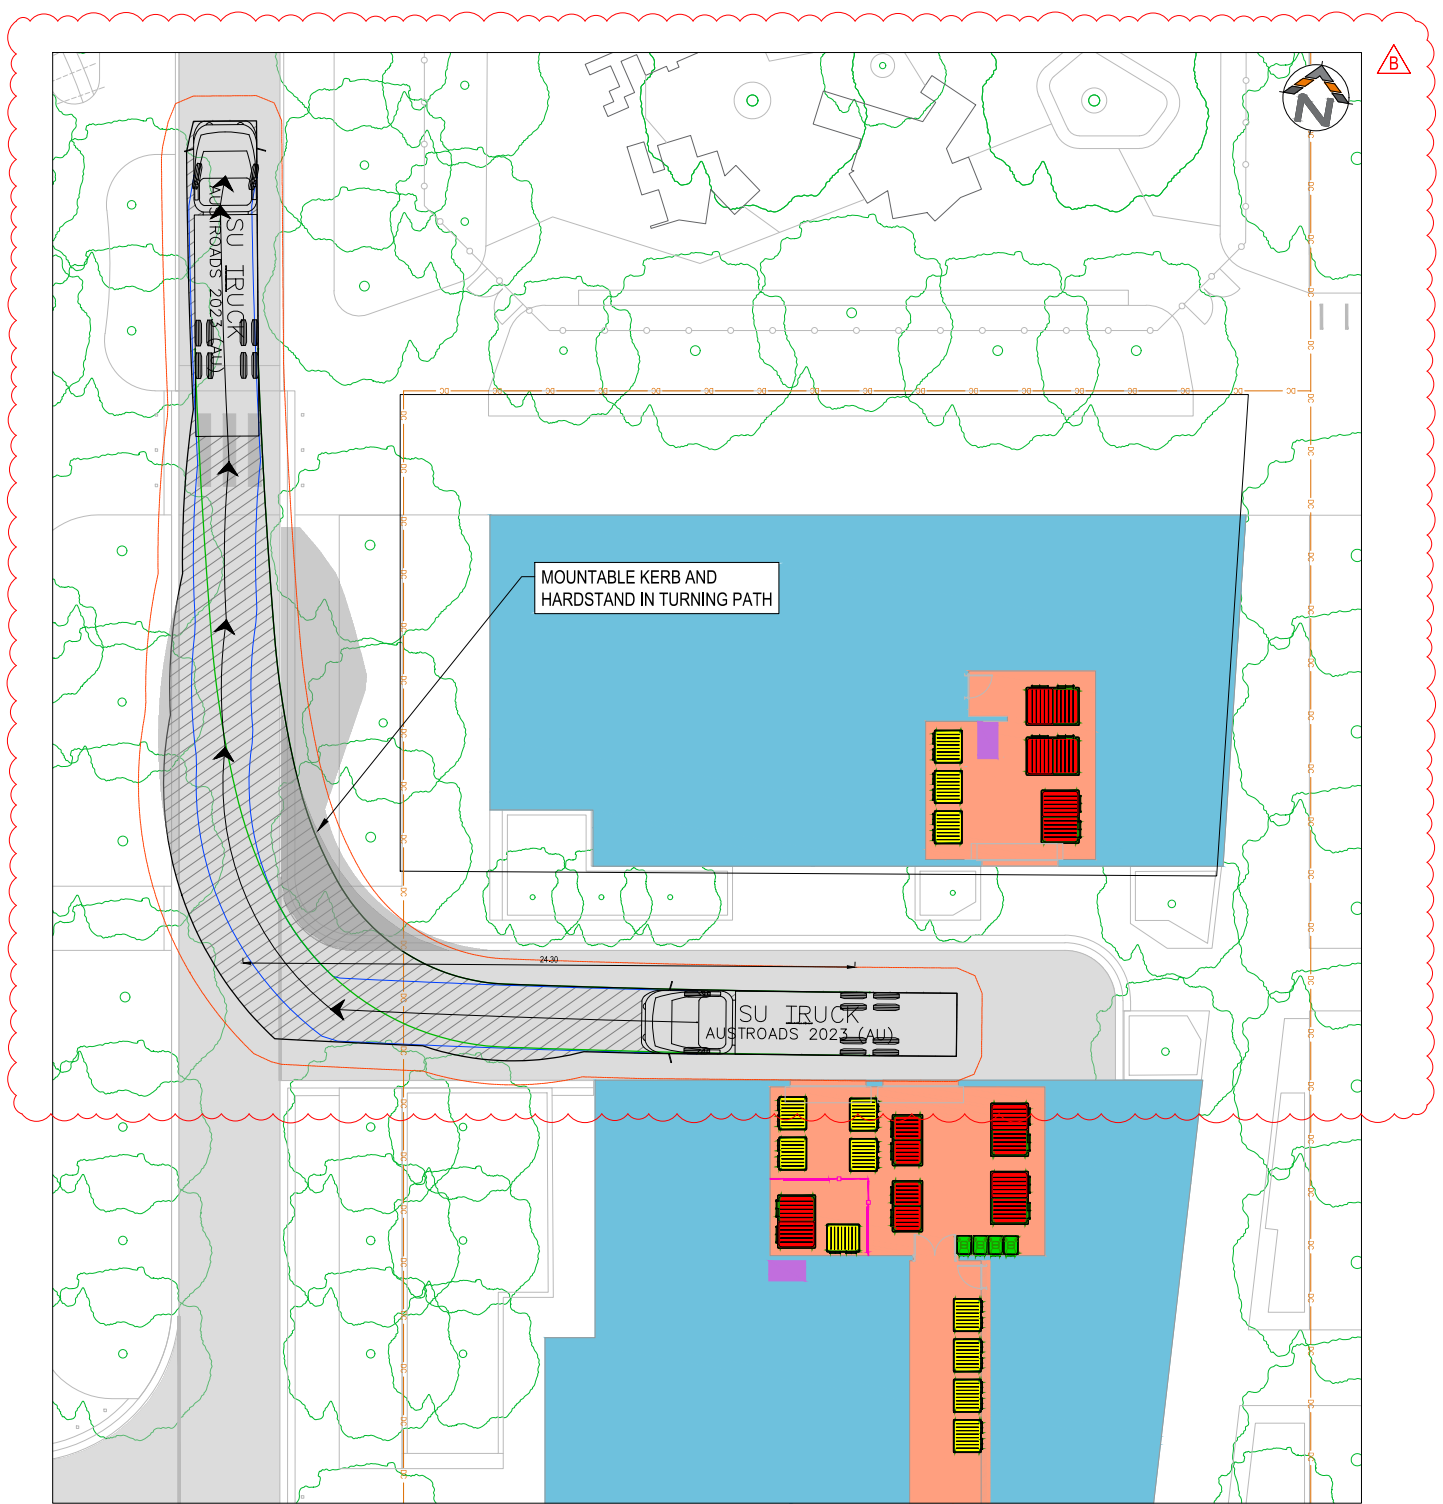 B
N
SU TRUCK
AUSTROADS 2023 (AU)
MOUNTABLE KERB AND
HARDSTAND IN TURNING PATH
24.30
SU TRUCK
AUSTROADS 2023 (AU)